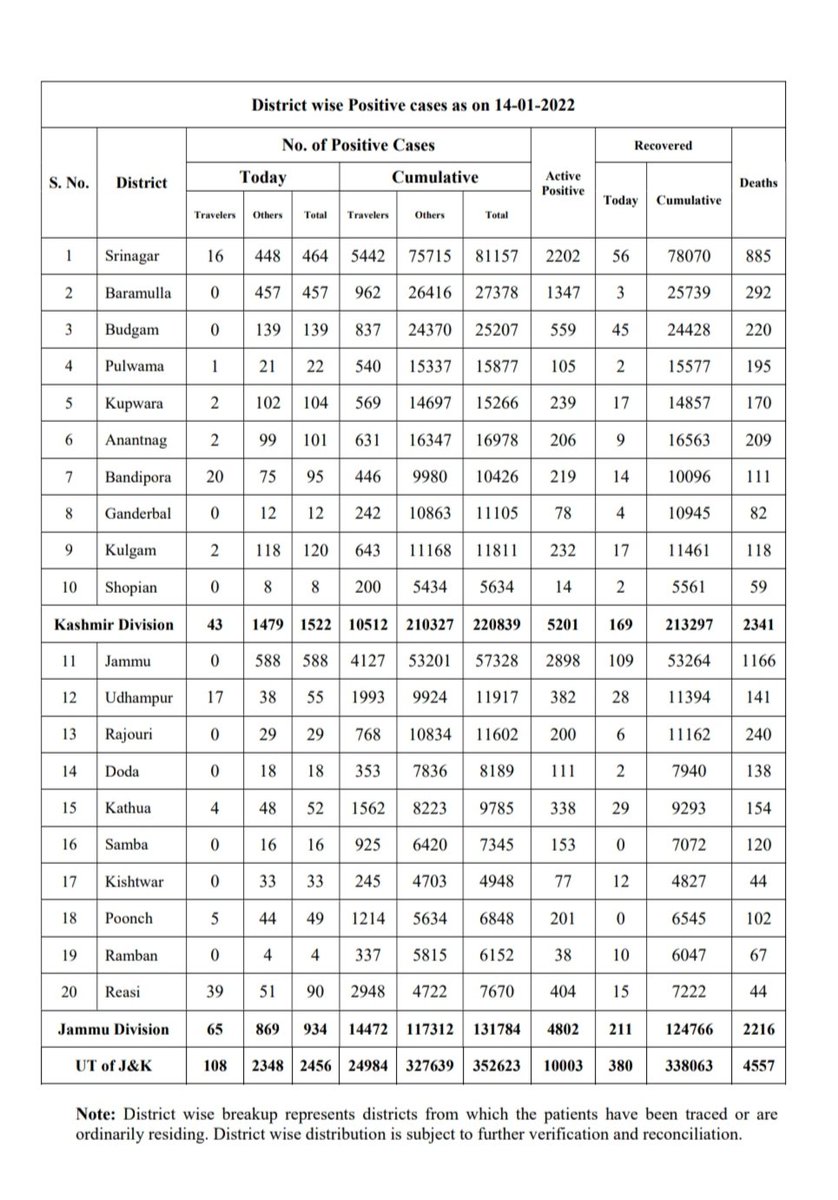 District wise Positive cases as on 14-01-2022
S. No. District No. of Positive Cases Active Positive Recovered Deaths
Today Cumulative Today Cumulative
Travelers Others Total Travelers Others Total
1 Srinagar 16 448 464 5442 75715 81157 2202 56 78070 885
2 Baramulla 0 457 457 962 26416 27378 1347 3 25739 292
3 Budgam 0 139 139 837 24370 25207 559 45 24428 220
4 Pulwama 1 21 22 540 15337 15877 105 2 15577 195
5 Kupwara 2 102 104 569 14697 15266 239 17 14857 170
6 Anantnag 2 99 101 631 16347 16978 206 9 16563 209
7 Bandipora 20 75 95 446 9980 10426 219 14 10096 111
8 Ganderbal 0 12 12 242 10863 11105 78 4 10945 82
9 Kulgam 2 118 120 643 11168 11811 232 17 11461 118
10 Shopian 0 8 8 200 5434 5634 14 2 5561 59
Kashmir Division 43 1479 1522 10512 210327 220839 5201 169 213297 2341
11 Jammu 0 588 588 4127 53201 57328 2898 109 53264 1166
12 Udhampur 17 38 55 1993 9924 11917 382 28 11394 141
13 Rajouri 0 29 29 768 10834 11602 200 6 11162 240
14 Doda 0 18 18 353 7836 8189 111 2 7940 138
15 Kathua 4 48 52 1562 8223 9785 338 29 9293 154
16 Samba 0 16 16 925 6420 7345 153 0 7072 120
17 Kishtwar 0 33 33 245 4703 4948 77 12 4827 44
18 Poonch 5 44 49 1214 5634 6848 201 0 6545 102
19 Ramban 0 4 4 337 5815 6152 38 10 6047 67
20 Reasi 39 51 90 2948 4722 7670 404 15 7222 44
Jammu Division 65 869 934 14472 117312 131784 4802 211 124766 2216
UT of J&K 108 2348 2456 24984 327639 352623 10003 380 338063 4557
Note: District wise breakup represents districts from which the patients have been traced or are
ordinarily residing. District wise distribution is subject to further verification and reconciliation.